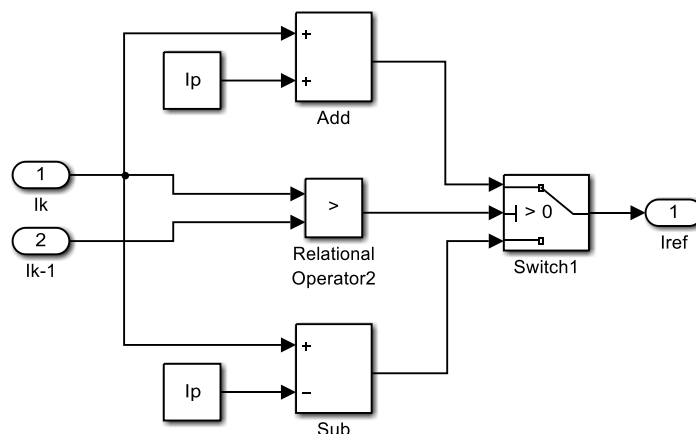 +
Ip
+
Add
1
Ik
>
> 0
1
2
Ik-1
Relational
Operator2
Switch1
Iref
+
Ip
−
Sub